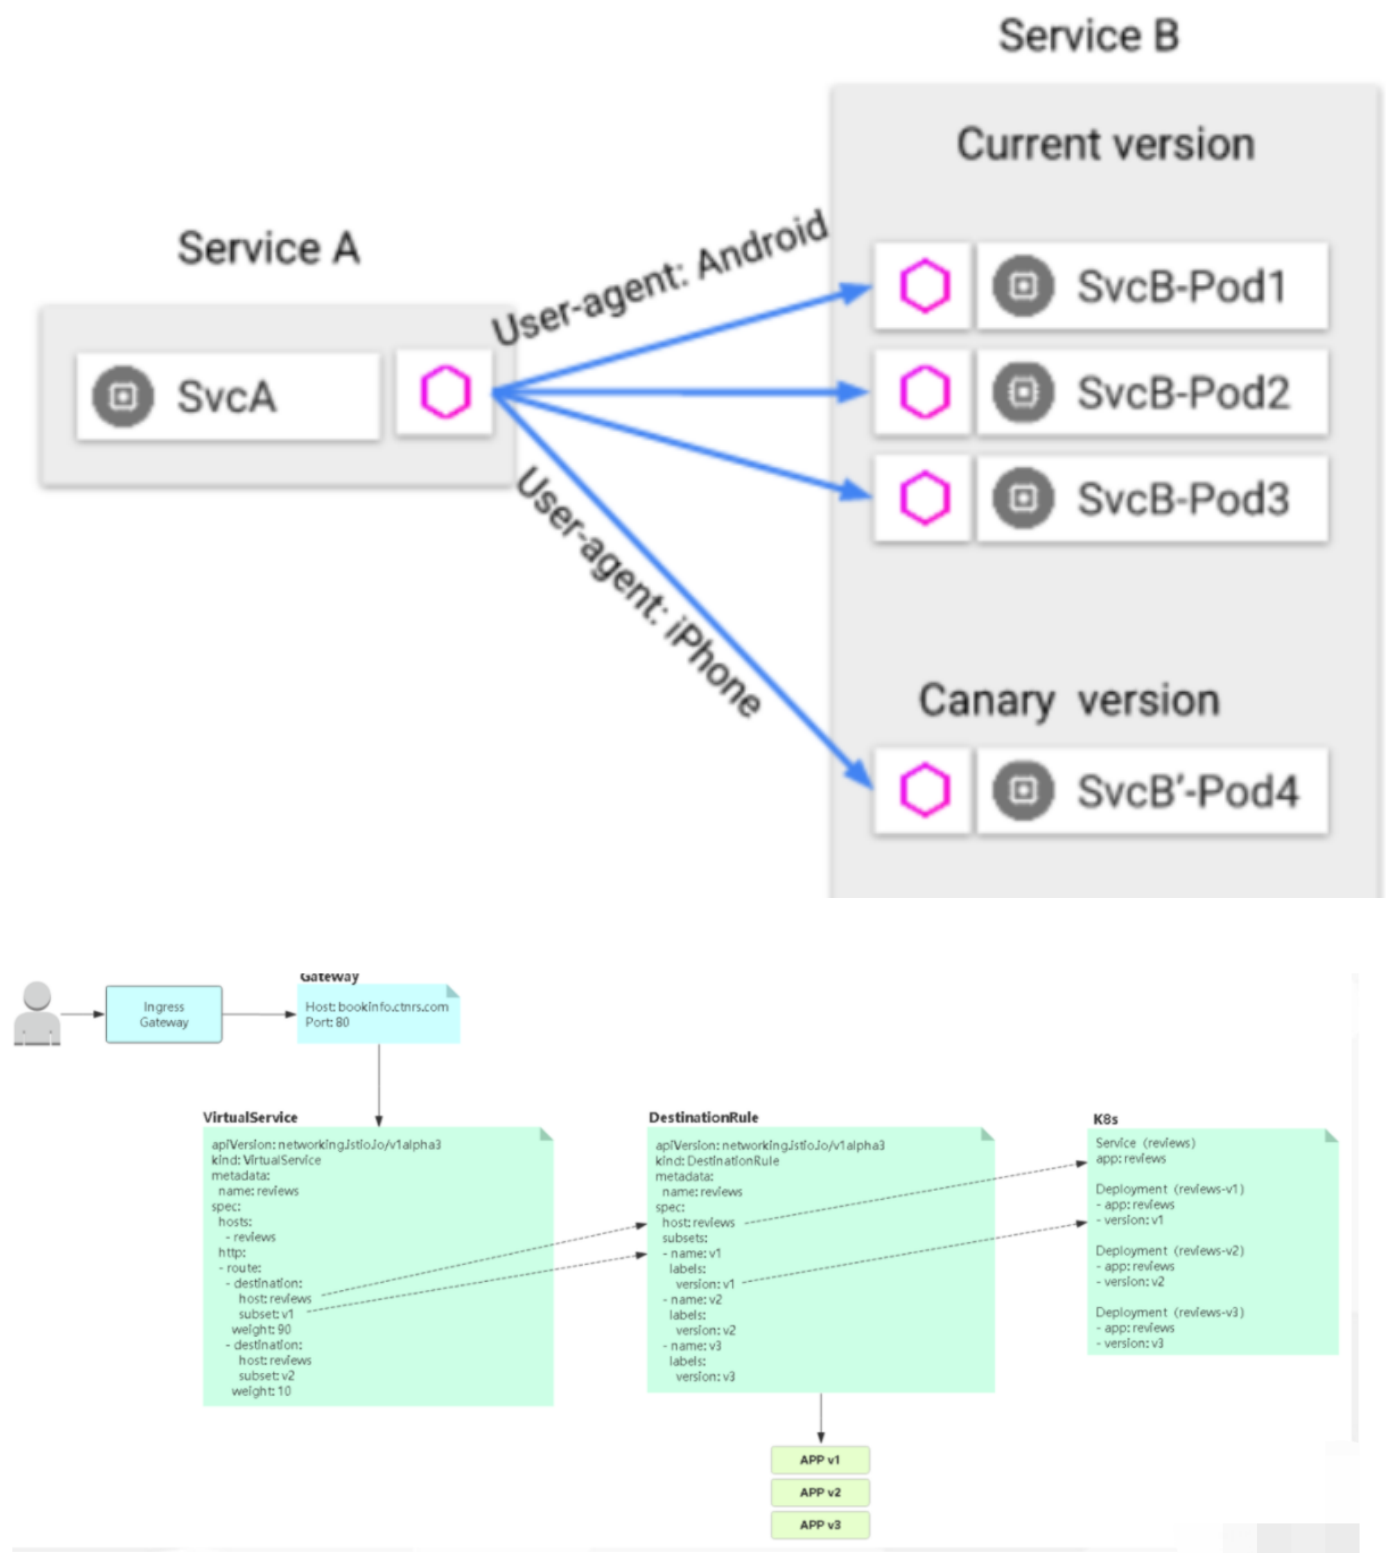 Service B
Current version
Service A
User-agent: Android
SvcA
SvcB-Pod1
SvcB-Pod2
SvcB-Pod3
User-agent: iPhone
Canary version
SvcB'-Pod4
Gateway
Ingress
Gateway
Host: bookinfo.ctnrs.com
Port: 80
VirtualService
apiVersion: networking.istio.io/v1alpha3
kind: VirtualService
metadata:
name: reviews
spec:
hosts:
- reviews
http:
- route:
- destination:
host: reviews
subset: v1
weight: 90
- destination:
host: reviews
subset: v2
weight: 10
DestinationRule
apiVersion: networking.istio.io/v1alpha3
kind: DestinationRule
metadata:
name: reviews
spec:
host: reviews
subsets:
- name: v1
labels:
version: v1
- name: v2
labels:
version: v2
- name: v3
labels:
version: v3
K8s
Service (reviews)
app: reviews
Deployment (reviews-v1)
- app: reviews
- version: v1
Deployment (reviews-v2)
- app: reviews
- version: v2
Deployment (reviews-v3)
- app: reviews
- version: v3
APP v1
APP v2
APP v3